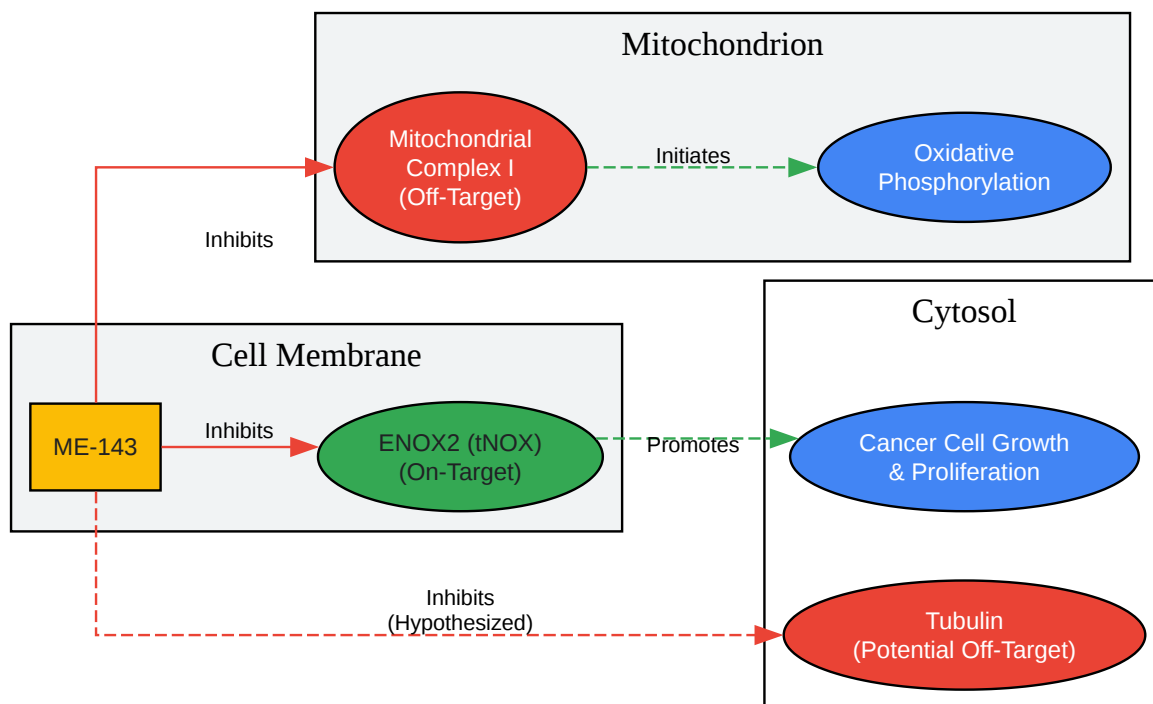 Mitochondrion
Mitochondrial
Complex I
(Off-Target)
Initiates
Oxidative
Phosphorylation
Inhibits
Cell Membrane
ME-143
Inhibits
ENOX2 (tNOX)
(On-Target)
Promotes
Cytosol
Cancer Cell Growth
& Proliferation
Inhibits
(Hypothesized)
Tubulin
(Potential Off-Target)